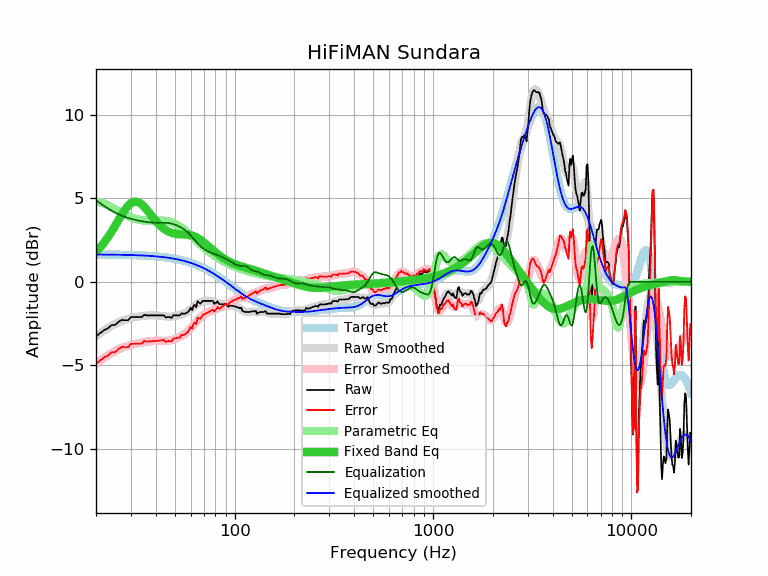 HiFiMAN Sundara
Amplitude (dBr)
10
5
0
−5
−10
Target
Raw Smoothed
Error Smoothed
Raw
Error
Parametric Eq
Fixed Band Eq
Equalization
Equalized smoothed
100
1000
10000
Frequency (Hz)